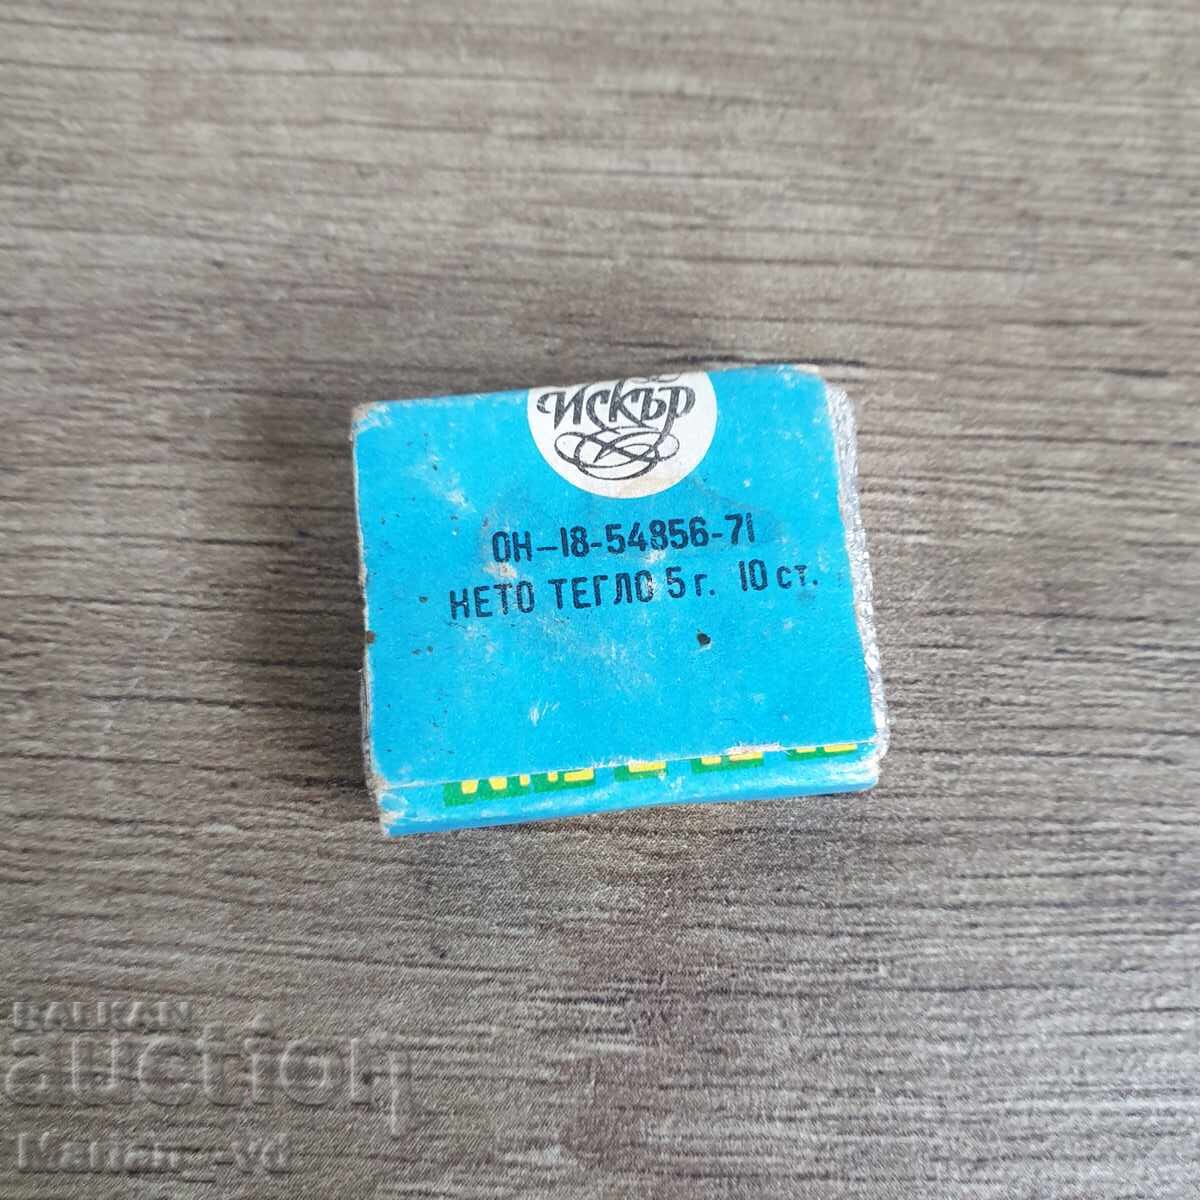 Искър
ОН-18-54856-71
НЕТО ТЕГЛО 5 г. 10 ст.
BALKAN
auction